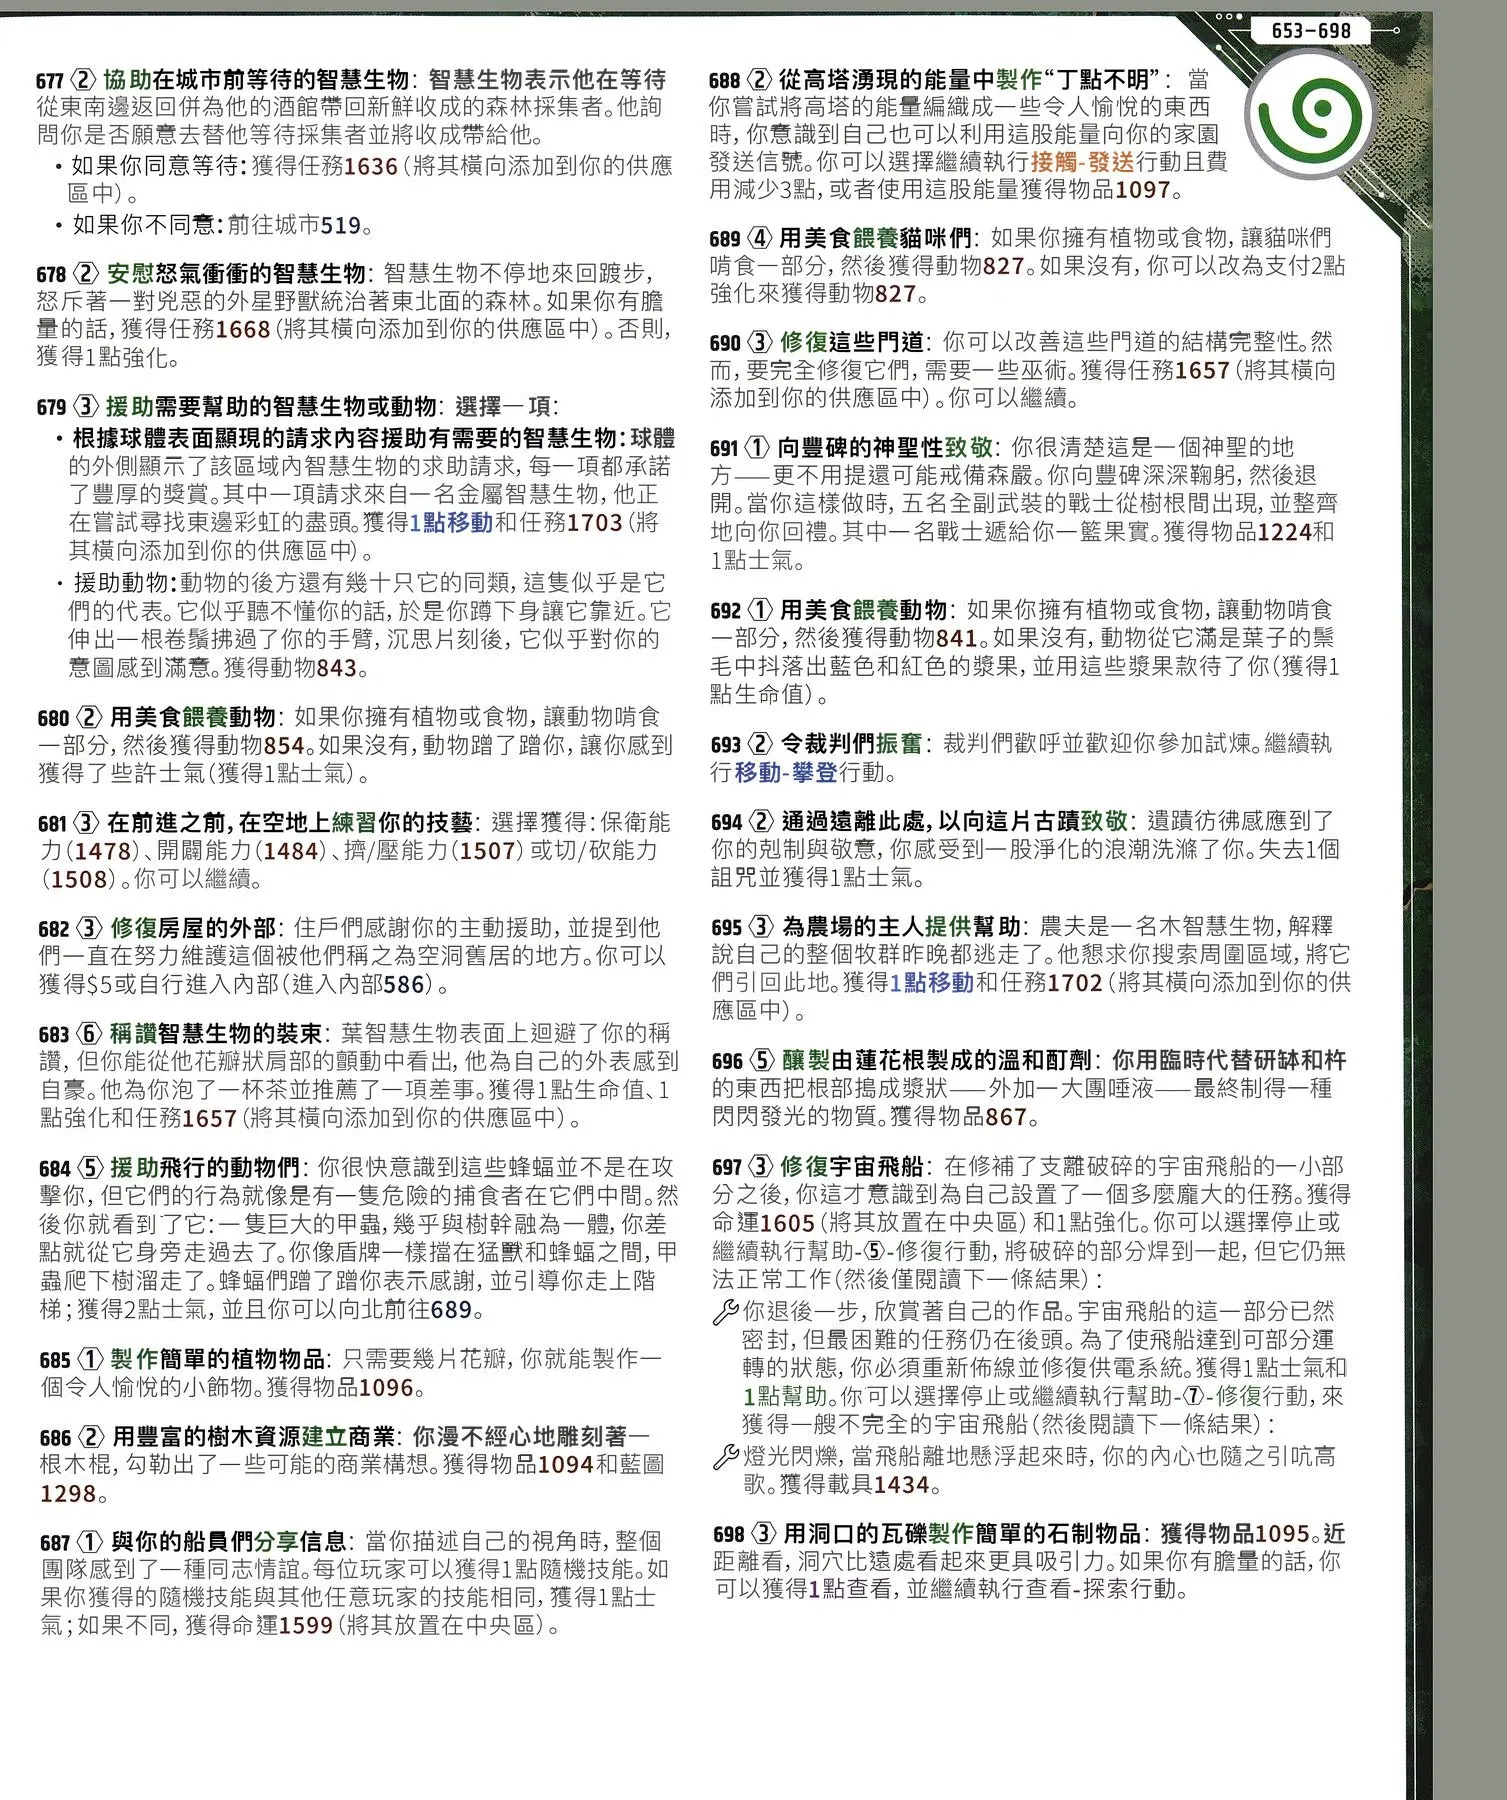 653–698
677 ② 協助在城市前等待的智慧生物：智慧生物表示他在等待
從東南邊返回併為他的酒館帶回新鮮收成的森林採集者。他詢
問你是否願意去替他等待採集者並將收成帶給他。
• 如果你同意等待：獲得任務1636（將其橫向添加到你的供應
區中）。
• 如果你不同意：前往城市519。
678 ② 安慰怒氣衝衝的智慧生物：智慧生物不停地來回踱步，
怒斥著一對兇惡的外星野獸統治著東北面的森林。如果你有膽
量的話，獲得任務1668（將其橫向添加到你的供應區中）。否則，
獲得1點強化。
679 ③ 援助需要幫助的智慧生物或動物：選擇一項：
• 根據球體表面顯現的請求內容援助有需要的智慧生物：球體
的外側顯示了該區域內智慧生物的求助請求，每一項都承諾
了豐厚的獎賞。其中一項請求來自一名金屬智慧生物，他正
在嘗試尋找東邊彩虹的盡頭。獲得1點移動和任務1703（將
其橫向添加到你的供應區中）。
• 援助動物：動物的後方還有幾十只它的同類，這隻似乎是它
們的代表。它似乎聽不懂你的話，於是你蹲下身讓它靠近。它
伸出一根卷鬚拂過了你的手臂，沉思片刻後，它似乎對你的
意圖感到滿意。獲得動物843。
680 ② 用美食餵養動物：如果你擁有植物或食物，讓動物啃食
一部分，然後獲得動物854。如果沒有，動物蹭了蹭你，讓你感到
獲得了些許士氣（獲得1點士氣）。
681 ③ 在前進之前，在空地上練習你的技藝：選擇獲得：保衛能
力（1478）、開闢能力（1484）、擠/壓能力（1507）或切/砍能力
（1508）。你可以繼續。
682 ③ 修復房屋的外部：住戶們感謝你的主動援助，並提到他
們一直在努力維護這個被他們稱之為空洞舊居的地方。你可以
獲得$5或自行進入內部（進入內部586）。
683 ⑥ 稱讚智慧生物的裝束：葉智慧生物表面上迴避了你的稱
讚，但你能從他花瓣狀肩部的顫動中看出，他為自己的外表感到
自豪。他為你泡了一杯茶並推薦了一項差事。獲得1點生命值、1
點強化和任務1657（將其橫向添加到你的供應區中）。
684 ⑤ 援助飛行的動物們：你很快意識到這些蜂蝠並不是在攻
擊你，但它們的行為就像是有一隻危險的捕食者在它們中間。然
後你就看到了它：一隻巨大的甲蟲，幾乎與樹幹融為一體，你差
點就從它身旁走過去了。你像盾牌一樣擋在猛獸和蜂蝠之間，甲
蟲爬下樹溜走了。蜂蝠們蹭了蹭你表示感謝，並引導你走上階
梯；獲得2點士氣，並且你可以向北前往689。
685 ① 製作簡單的植物物品：只需要幾片花瓣，你就能製作一
個令人愉悅的小飾物。獲得物品1096。
686 ② 用豐富的樹木資源建立商業：你漫不經心地雕刻著一
根木棍，勾勒出了一些可能的商業構想。獲得物品1094和藍圖
1298。
687 ① 與你的船員們分享信息：當你描述自己的視角時，整個
團隊感到了一種同志情誼。每位玩家可以獲得1點隨機技能。如
果你獲得的隨機技能與其他任意玩家的技能相同，獲得1點士
氣；如果不同，獲得命運1599（將其放置在中央區）。
688 ② 從高塔湧現的能量中製作“丁點不明”：當
你嘗試將高塔的能量編織成一些令人愉悅的東西
時，你意識到自己也可以利用這股能量向你的家園
發送信號。你可以選擇繼續執行接觸-發送行動且費
用減少3點，或者使用這股能量獲得物品1097。
689 ④ 用美食餵養貓咪們：如果你擁有植物或食物，讓貓咪們
啃食一部分，然後獲得動物827。如果沒有，你可以改為支付2點
強化來獲得動物827。
690 ③ 修復這些門道：你可以改善這些門道的結構完整性。然
而，要完全修復它們，需要一些巫術。獲得任務1657（將其橫向
添加到你的供應區中）。你可以繼續。
691 ① 向豐碑的神聖性致敬：你很清楚這是一個神聖的地
方——更不用提還可能戒備森嚴。你向豐碑深深鞠躬，然後退
開。當你這樣做時，五名全副武裝的戰士從樹根間出現，並整齊
地向你回禮。其中一名戰士遞給你一籃果實。獲得物品1224和
1點士氣。
692 ① 用美食餵養動物：如果你擁有植物或食物，讓動物啃食
一部分，然後獲得動物841。如果沒有，動物從它滿是葉子的鬃
毛中抖落出藍色和紅色的漿果，並用這些漿果款待了你（獲得1
點生命值）。
693 ② 令裁判們振奮：裁判們歡呼並歡迎你參加試煉。繼續執
行移動-攀登行動。
694 ② 通過遠離此處，以向這片古蹟致敬：遺蹟彷彿感應到了
你的剋制與敬意，你感受到一股淨化的浪潮洗滌了你。失去1個
詛咒並獲得1點士氣。
695 ③ 為農場的主人提供幫助：農夫是一名木智慧生物，解釋
說自己的整個牧群昨晚都逃走了。他懇求你搜索周圍區域，將它
們引回此地。獲得1點移動和任務1702（將其橫向添加到你的供
應區中）。
696 ⑤ 釀製由蓮花根製成的溫和酊劑：你用臨時代替研缽和杵
的東西把根部搗成漿狀——外加一大團唾液——最終制得一種
閃閃發光的物質。獲得物品867。
697 ③ 修復宇宙飛船：在修補了支離破碎的宇宙飛船的一小部
分之後，你這才意識到為自己設置了一個多麼龐大的任務。獲得
命運1605（將其放置在中央區）和1點強化。你可以選擇停止或
繼續執行幫助-⑤-修復行動，將破碎的部分焊到一起，但它仍無
法正常工作（然後僅閱讀下一條結果）：
你退後一步，欣賞著自己的作品。宇宙飛船的這一部分已然
密封，但最困難的任務仍在後頭。為了使飛船達到可部分運
轉的狀態，你必須重新佈線並修復供電系統。獲得1點士氣和
1點幫助。你可以選擇停止或繼續執行幫助-⑦-修復行動，來
獲得一艘不完全的宇宙飛船（然後閱讀下一條結果）：
燈光閃爍，當飛船離地懸浮起來時，你的內心也隨之引吭高
歌。獲得載具1434。
698 ③ 用洞口的瓦礫製作簡單的石制物品：獲得物品1095。近
距離看，洞穴比遠處看起來更具吸引力。如果你有膽量的話，你
可以獲得1點查看，並繼續執行查看-探索行動。